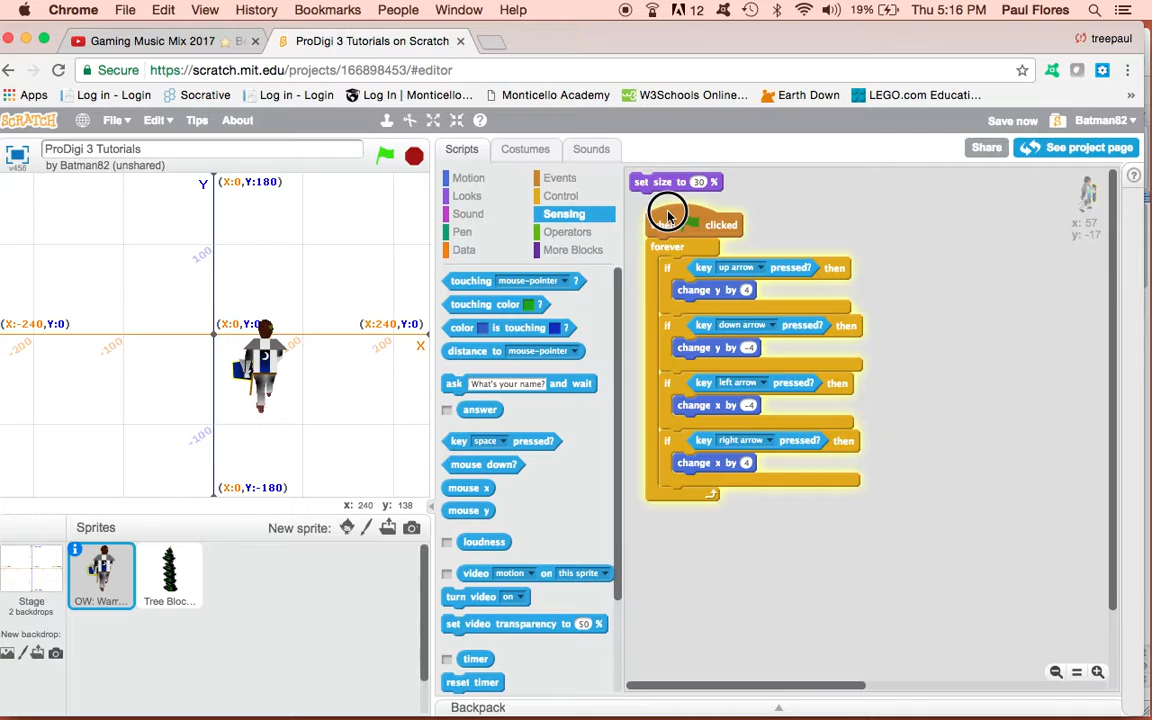 Chrome File Edit View History Bookmarks People Window Help 12 19% Thu 5:16 PM Paul Flores
Gaming Music Mix 2017 ProDigi 3 Tutorials on Scratch treepaul
Secure https://scratch.mit.edu/projects/166898453/#editor
Apps Log in - Login Socrative Log in - Login Log In | Monticello... Monticello Academy W3Schools Online... Earth Down LEGO.com Educati...
SCRATCH File Edit Tips About Save now Batman82
v456 ProDigi 3 Tutorials
by Batman82 (unshared)
Scripts Costumes Sounds Share See project page
Motion Events
Looks Control
Sound Sensing
Pen Operators
Data More Blocks
touching mouse-pointer ?
touching color ?
color is touching ?
distance to mouse-pointer
ask What's your name? and wait
answer
key space pressed?
mouse down?
mouse x
mouse y
loudness
video motion on this sprite
turn video on
set video transparency to 50 %
timer
reset timer
set size to 30 %
clicked
forever
if key up arrow pressed? then
change y by 4
if key down arrow pressed? then
change y by -4
if key left arrow pressed? then
change x by -4
if key right arrow pressed? then
change x by 4
x: 57
y: -17
Y (X:0,Y:180)
100
(X:-240,Y:0) (X:0,Y:0) (X:240,Y:0)
-200 -100 100 200 X
-100
(X:0,Y:-180)
x: 240 y: 138
Sprites New sprite:
Stage
2 backdrops
New backdrop:
OW: Warr... Tree Bloc...
Backpack